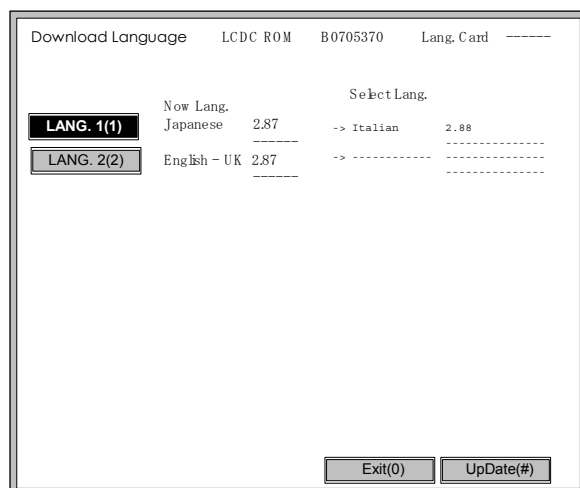 Download Language LCDC ROM B0705370 Lang. Card ------
Select Lang.
Now Lang.
LANG. 1(1) Japanese 2.87 -> Italian 2.88
------ ---------------
LANG. 2(2) English - UK 2.87 -> ------------ ---------------
------ ---------------
Exit(0) UpDate(#)